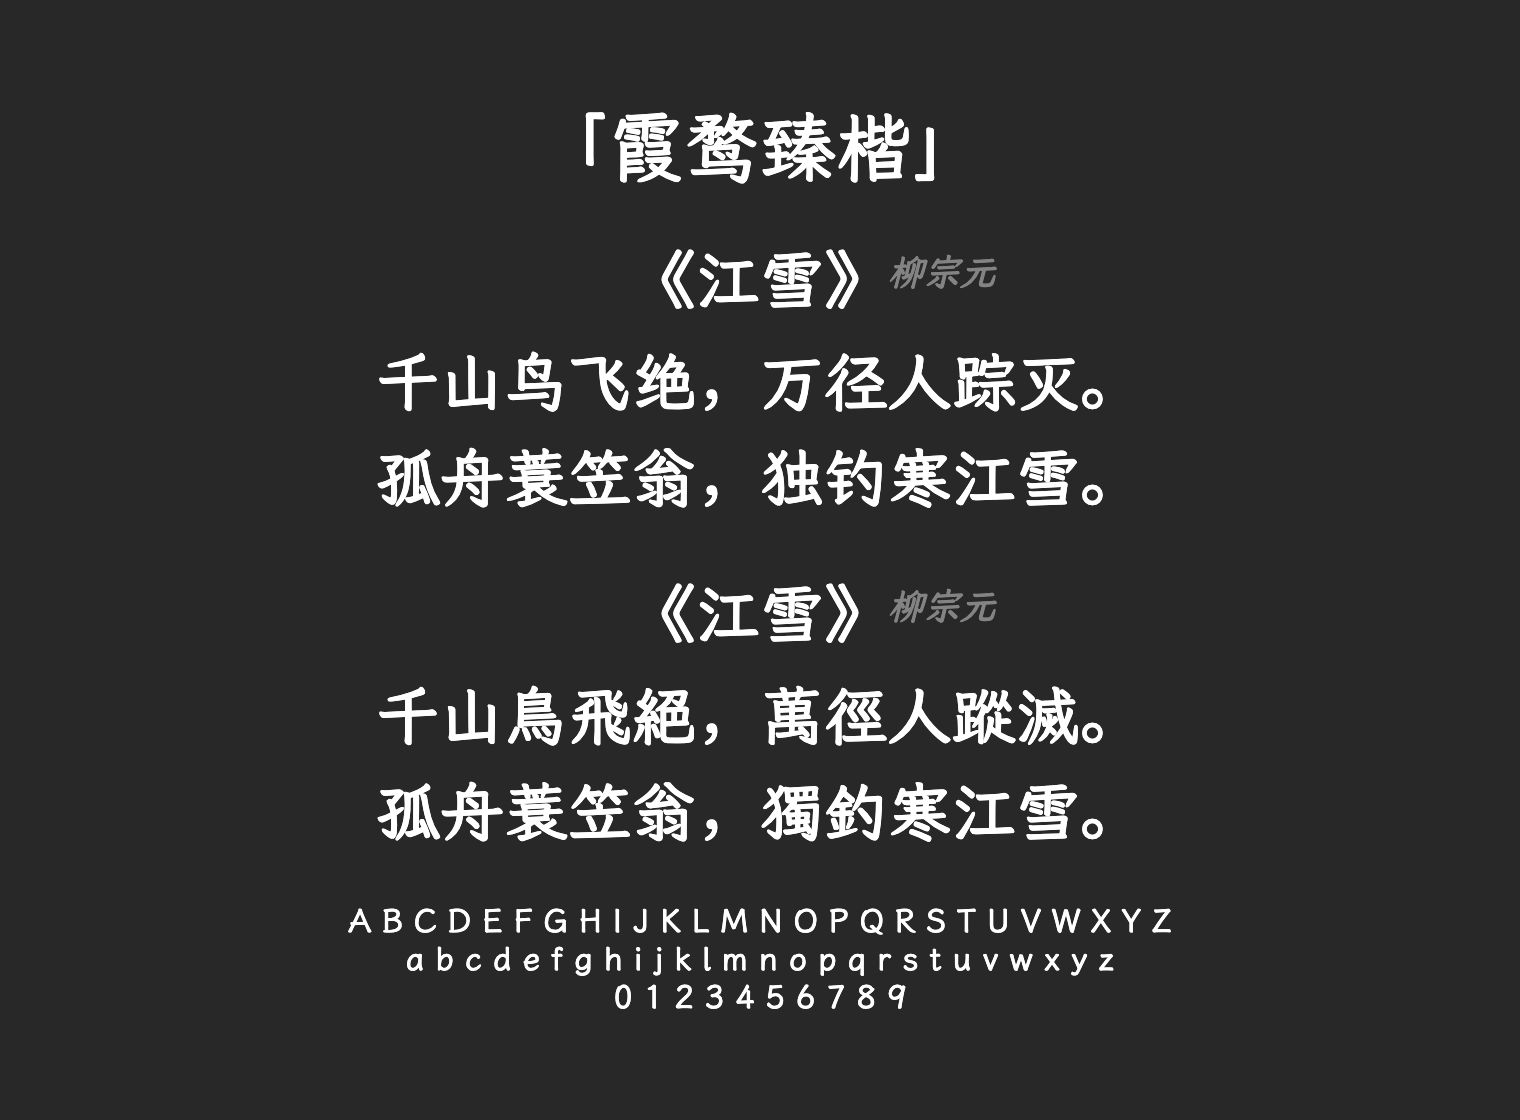 「霞鹜臻楷」
《江雪》 柳宗元
千山鸟飞绝，万径人踪灭。
孤舟蓑笠翁，独钓寒江雪。
《江雪》 柳宗元
千山鳥飛絕，萬徑人蹤滅。
孤舟蓑笠翁，獨釣寒江雪。
A B C D E F G H I J K L M N O P Q R S T U V W X Y Z
a b c d e f g h i j k l m n o p q r s t u v w x y z
0 1 2 3 4 5 6 7 8 9